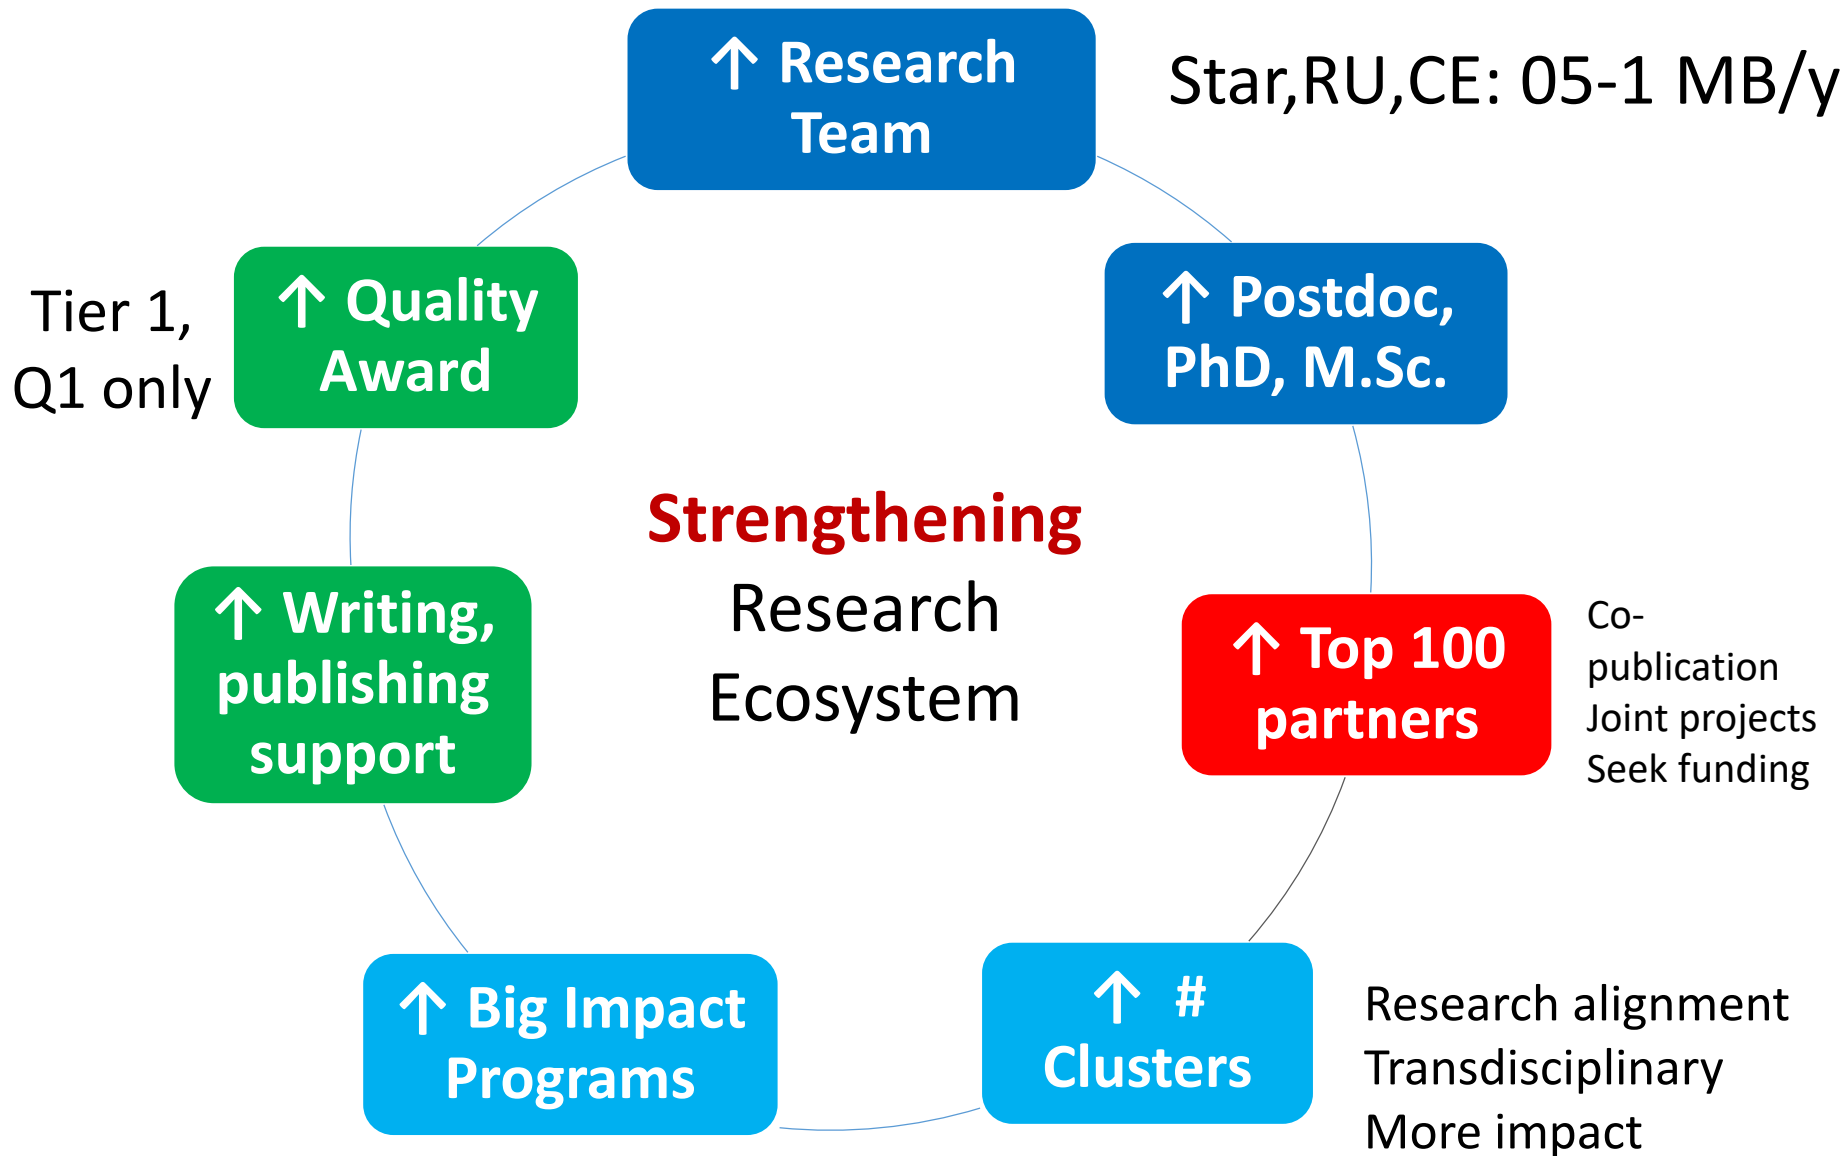 ↑ Research
Team
Star,RU,CE: 05-1 MB/y
↑ Quality
Award
Tier 1,
Q1 only
↑ Postdoc,
PhD, M.Sc.
Strengthening
Research
Ecosystem
↑ Writing,
publishing
support
↑ Top 100
partners
Co-
publication
Joint projects
Seek funding
↑ Big Impact
Programs
↑ #
Clusters
Research alignment
Transdisciplinary
More impact